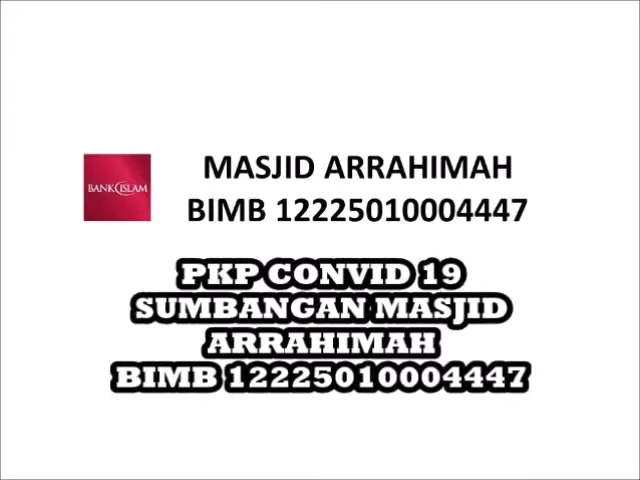 BANK ISLAM
MASJID ARRAHIMAH
BIMB 12225010004447
PKP CONVID 19
SUMBANGAN MASJID
ARRAHIMAH
BIMB 12225010004447